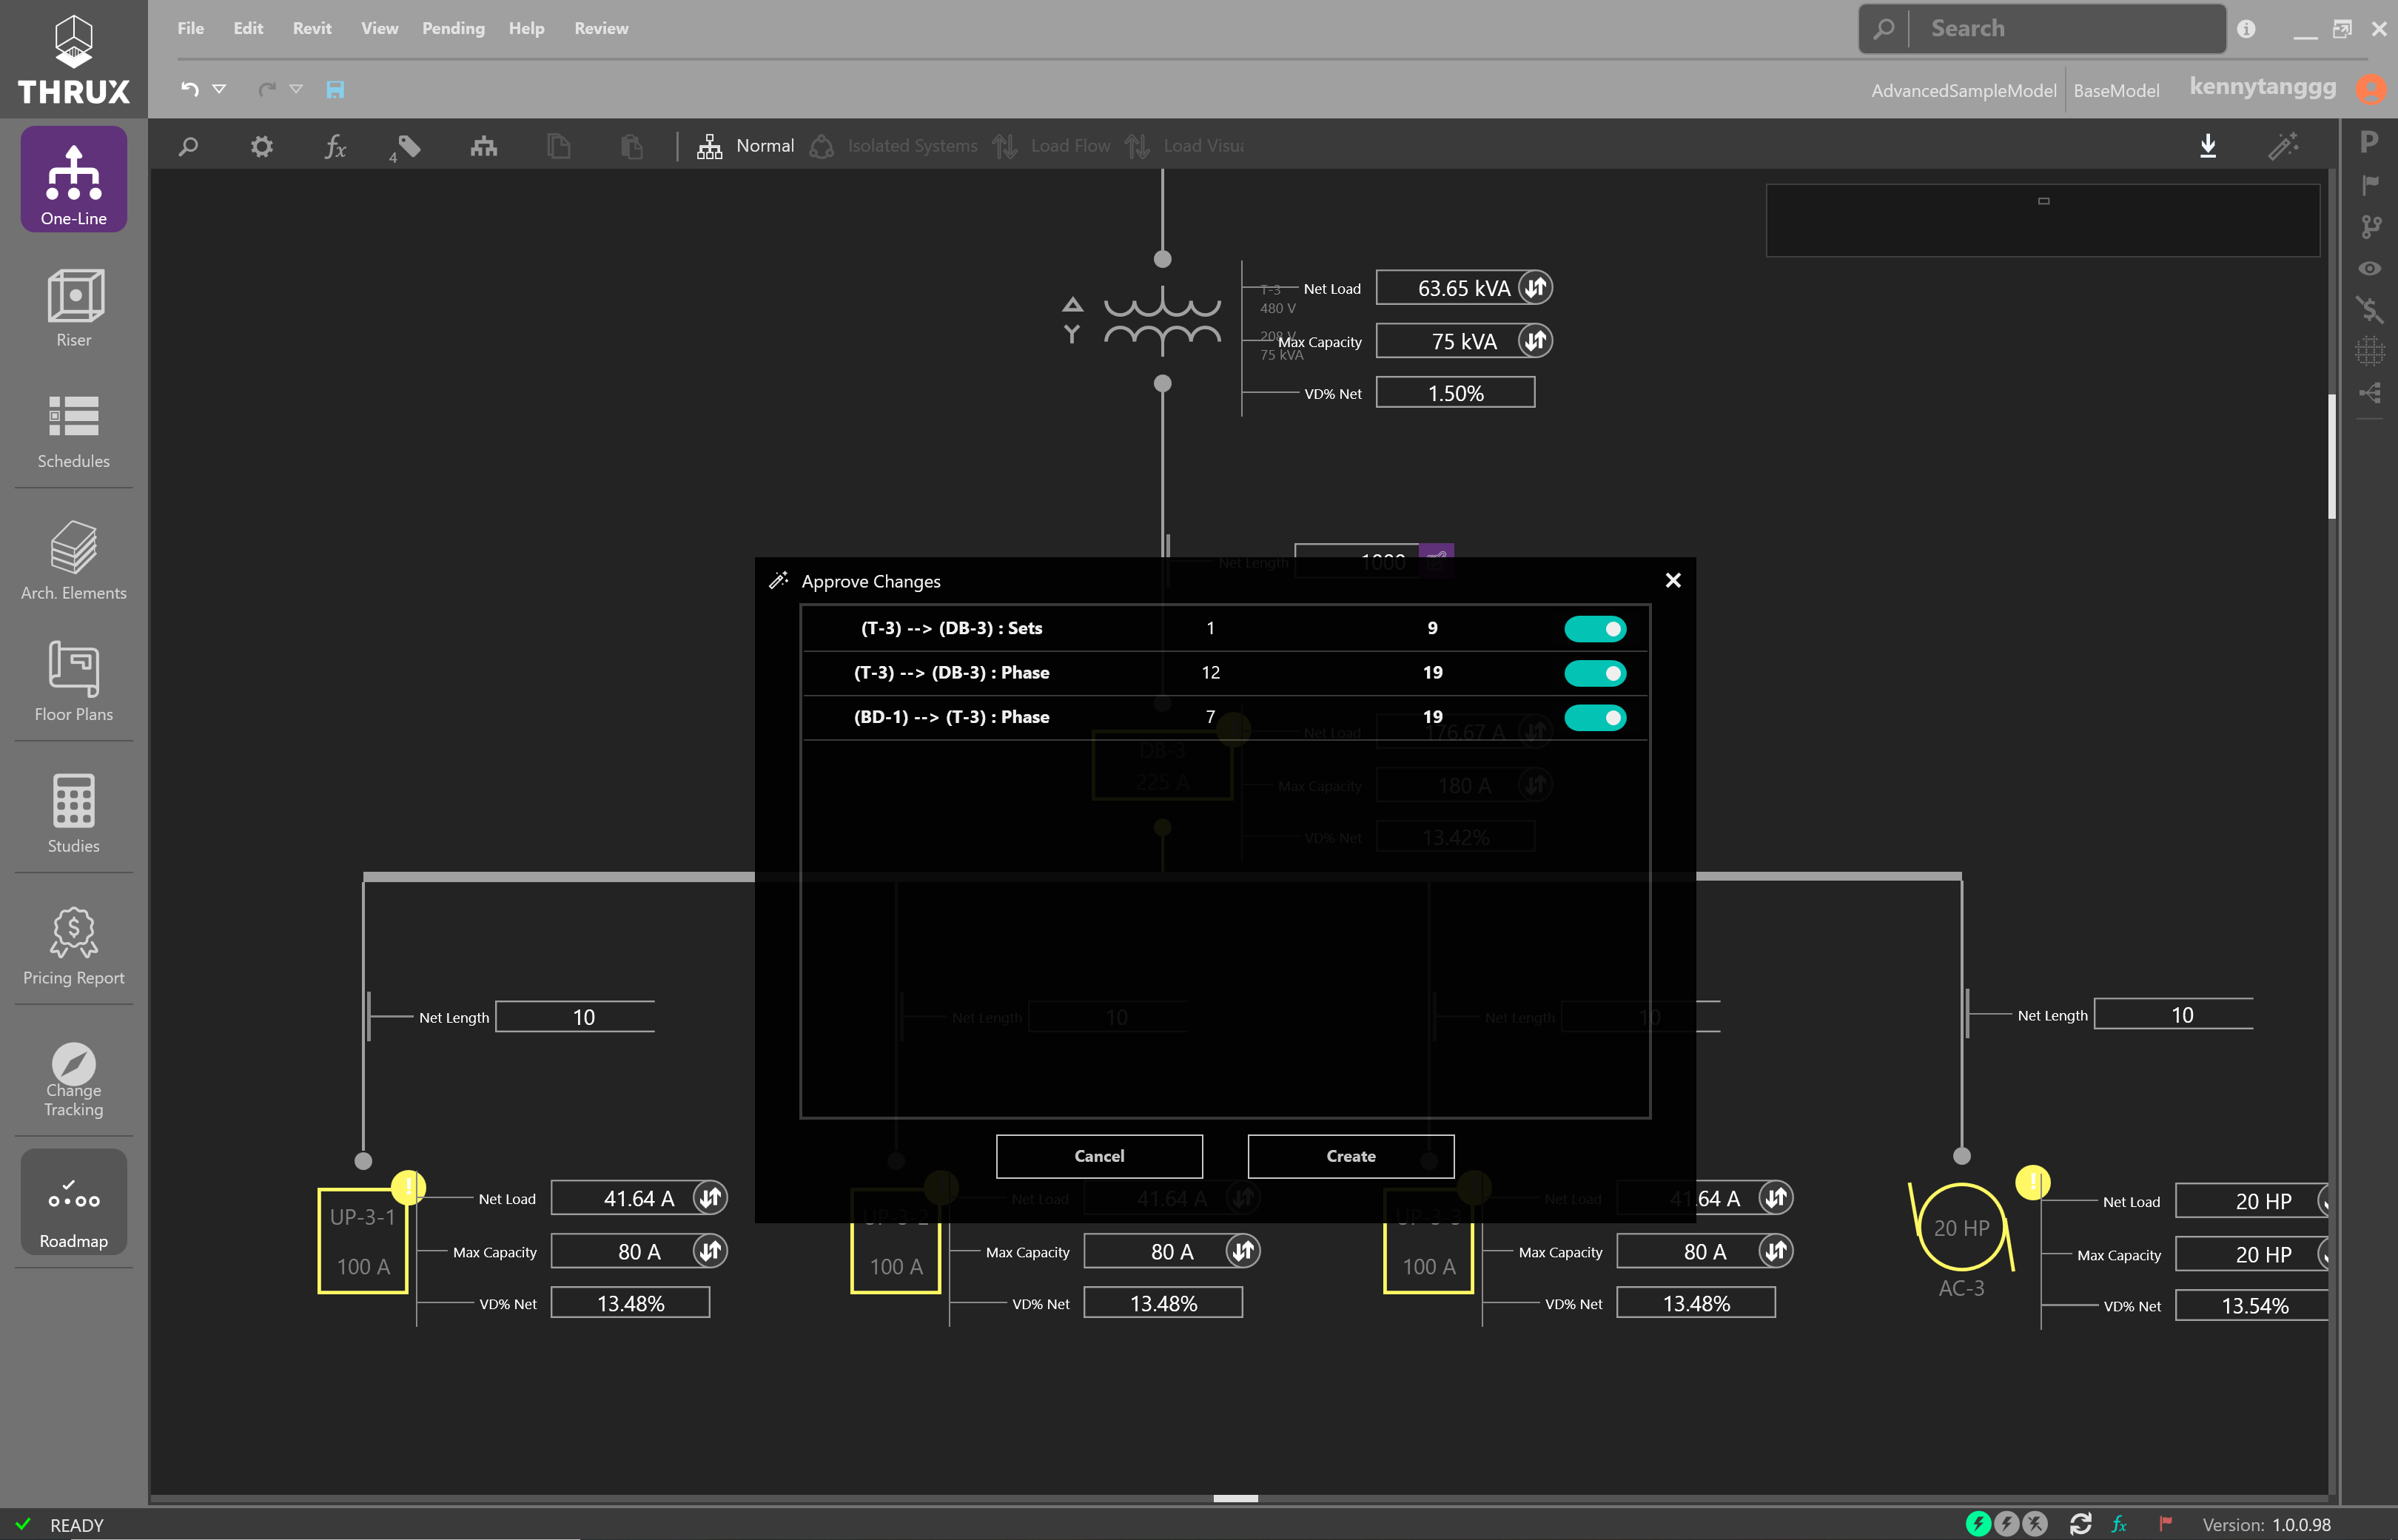 THRUX
File Edit Revit View Pending Help Review
Search
AdvancedSampleModel BaseModel kennytanggg
4 Normal Isolated Systems Load Flow Load Visua
One-Line
Riser
Schedules
Arch. Elements
Floor Plans
Studies
Pricing Report
Change
Tracking
Roadmap
P
T-3
480 V
208 V
75 kVA
Net Load 63.65 kVA
Max Capacity 75 kVA
VD% Net 1.50%
Net Length 1000
Approve Changes
(T-3) --> (DB-3) : Sets 1 9
(T-3) --> (DB-3) : Phase 12 19
(BD-1) --> (T-3) : Phase 7 19
DB-3
225 A
Net Load 176.67 A
Max Capacity 180 A
VD% Net 13.42%
Cancel Create
Net Length 10
Net Length 10
Net Length 10
Net Length 10
UP-3-1
100 A
Net Load 41.64 A
Max Capacity 80 A
VD% Net 13.48%
UP-3-2
100 A
Net Load 41.64 A
Max Capacity 80 A
VD% Net 13.48%
UP-3-3
100 A
Net Load 41.64 A
Max Capacity 80 A
VD% Net 13.48%
20 HP
AC-3
Net Load 20 HP
Max Capacity 20 HP
VD% Net 13.54%
READY
fx
Version: 1.0.0.98